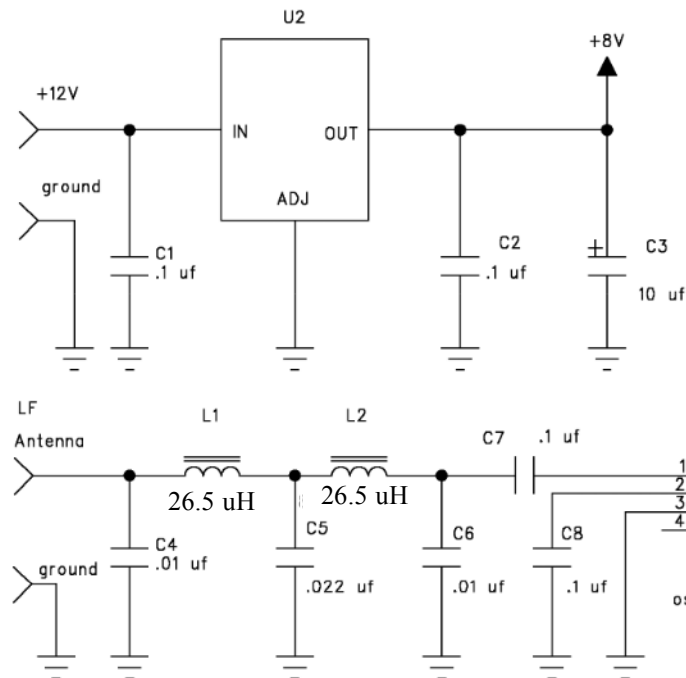 U2
+8V
+12V
IN
OUT
ground
ADJ
C1
.1 uf
C2
.1 uf
+
C3
10 uf
LF
Antenna
L1
L2
C7
.1 uf
26.5 uH
26.5 uH
1
2
3
4
C4
.01 uf
C5
.022 uf
C6
.01 uf
C8
.1 uf
ground
os